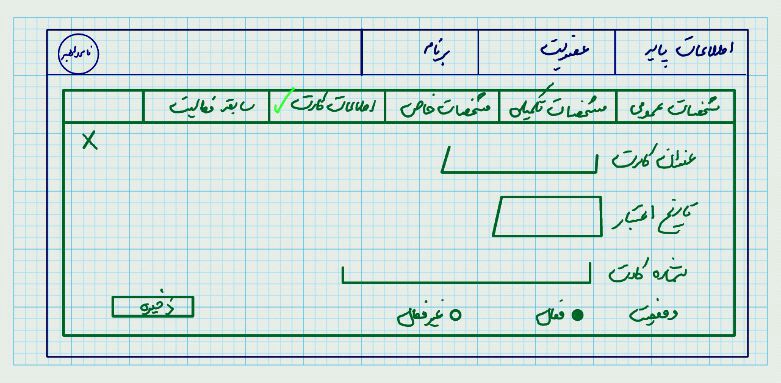 اطلاعات پایه عضویت برنامه نام کاربر
مشخصات عمومی مشخصات تکمیلی مشخصات خاص اطلاعات کارت ✓ سابقه فعالیت
X
عنوان کارت
تاریخ اعتبار
شماره کارت
وضعیت فعال غیرفعال ذخیره